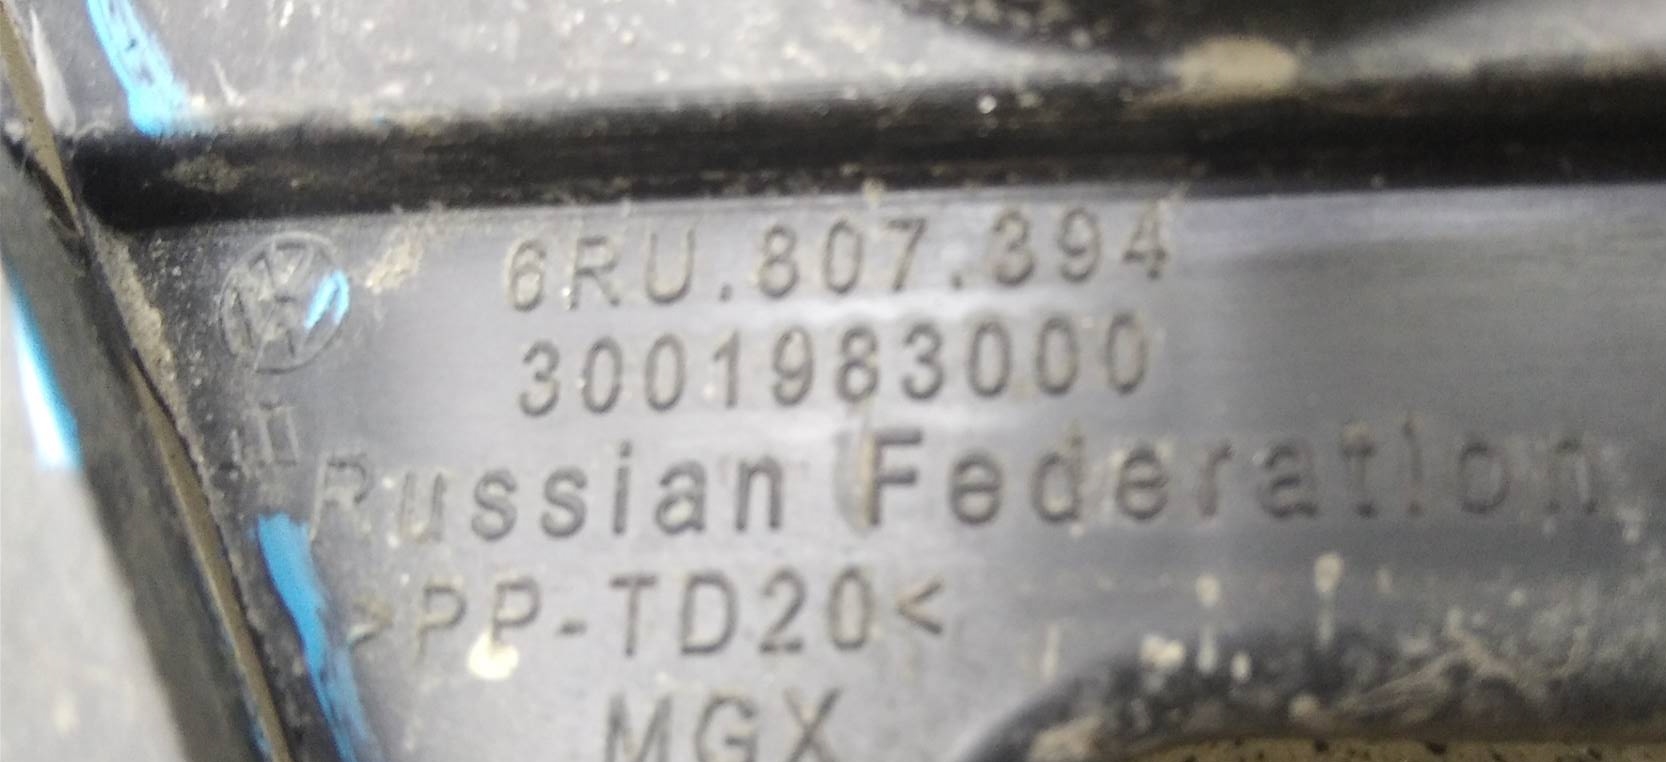 6RU.807.394
3001983000
Russian Federation
>PP-TD20<
MGX